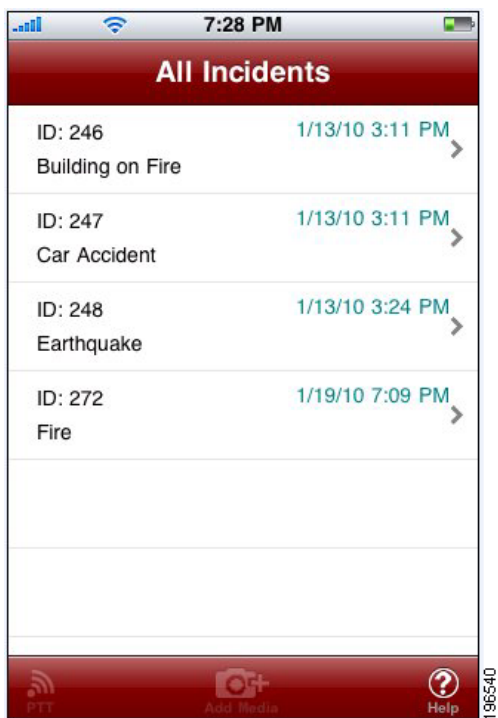 7:28 PM
All Incidents
ID: 246
1/13/10 3:11 PM
Building on Fire
ID: 247
1/13/10 3:11 PM
Car Accident
ID: 248
1/13/10 3:24 PM
Earthquake
ID: 272
1/19/10 7:09 PM
Fire
PTT
Add Media
Help